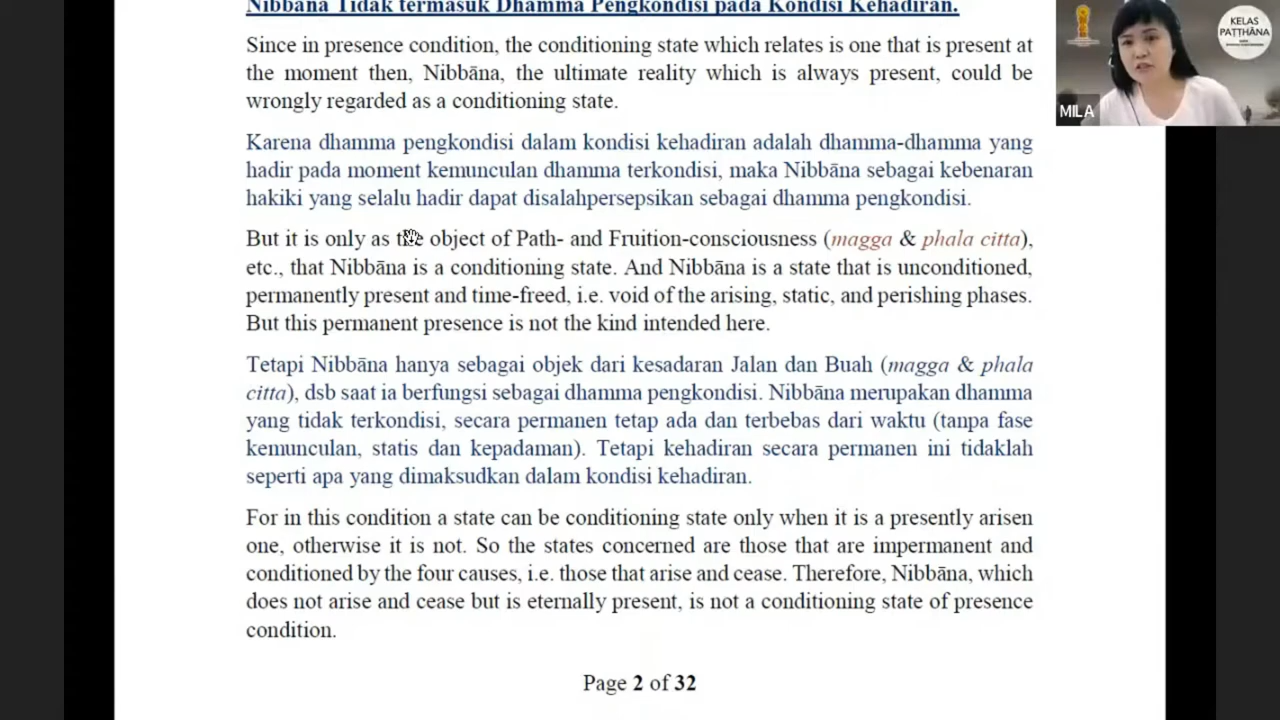 Nibbāna Tidak termasuk Dhamma Pengkondisi pada Kondisi Kehadiran.
Since in presence condition, the conditioning state which relates is one that is present at
the moment then, Nibbāna, the ultimate reality which is always present, could be
wrongly regarded as a conditioning state.
Karena dhamma pengkondisi dalam kondisi kehadiran adalah dhamma-dhamma yang
hadir pada moment kemunculan dhamma terkondisi, maka Nibbāna sebagai kebenaran
hakiki yang selalu hadir dapat disalahpersepsikan sebagai dhamma pengkondisi.
But it is only as the object of Path- and Fruition-consciousness (magga & phala citta),
etc., that Nibbāna is a conditioning state. And Nibbāna is a state that is unconditioned,
permanently present and time-freed, i.e. void of the arising, static, and perishing phases.
But this permanent presence is not the kind intended here.
Tetapi Nibbāna hanya sebagai objek dari kesadaran Jalan dan Buah (magga & phala
citta), dsb saat ia berfungsi sebagai dhamma pengkondisi. Nibbāna merupakan dhamma
yang tidak terkondisi, secara permanen tetap ada dan terbebas dari waktu (tanpa fase
kemunculan, statis dan kepadaman). Tetapi kehadiran secara permanen ini tidaklah
seperti apa yang dimaksudkan dalam kondisi kehadiran.
For in this condition a state can be conditioning state only when it is a presently arisen
one, otherwise it is not. So the states concerned are those that are impermanent and
conditioned by the four causes, i.e. those that arise and cease. Therefore, Nibbāna, which
does not arise and cease but is eternally present, is not a conditioning state of presence
condition.
Page 2 of 32
KELAS
PATTHĀNA
MILA